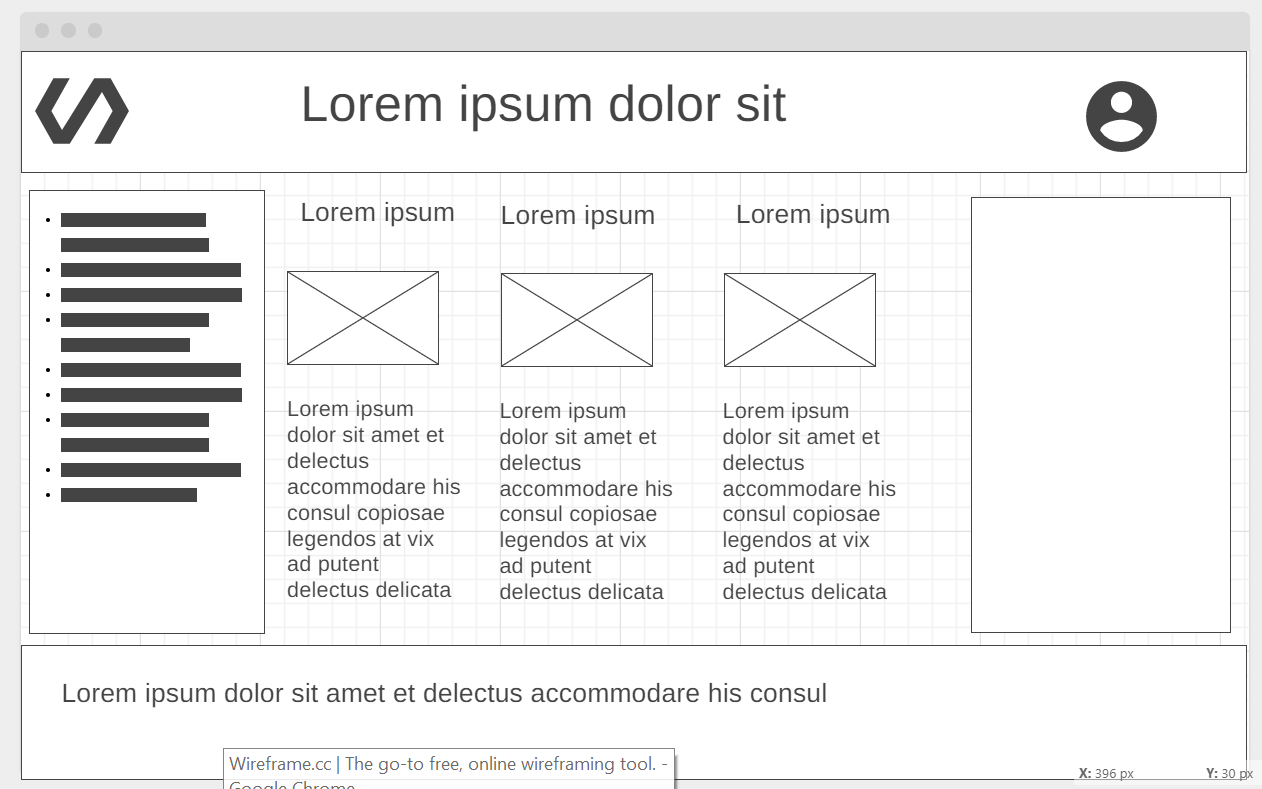 Lorem ipsum dolor sit
Lorem ipsum
Lorem ipsum
Lorem ipsum
Lorem ipsum
dolor sit amet et
delectus
accommodare his
consul copiosae
legendos at vix
ad putent
delectus delicata
Lorem ipsum
dolor sit amet et
delectus
accommodare his
consul copiosae
legendos at vix
ad putent
delectus delicata
Lorem ipsum
dolor sit amet et
delectus
accommodare his
consul copiosae
legendos at vix
ad putent
delectus delicata
Lorem ipsum dolor sit amet et delectus accommodare his consul
Wireframe.cc | The go-to free, online wireframing tool. -
Google Chrome
X: 396 px Y: 30 px